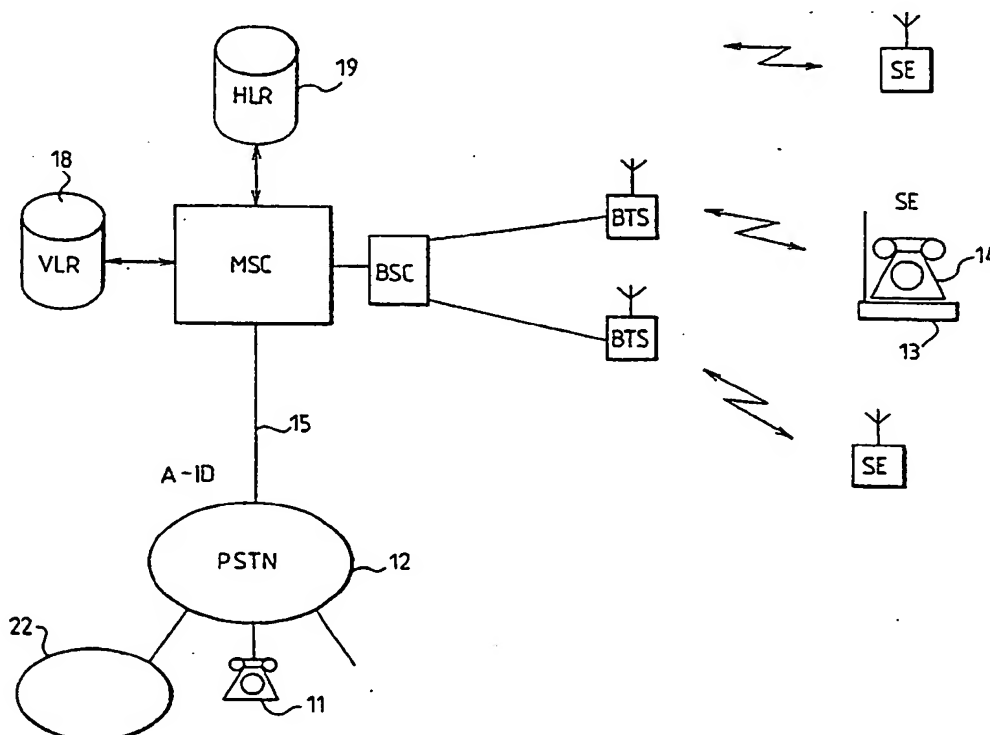 HLR
19
SE
18
VLR
MSC
BSC
BTS
SE
14
BTS
13
15
SE
A-ID
PSTN
12
22
11